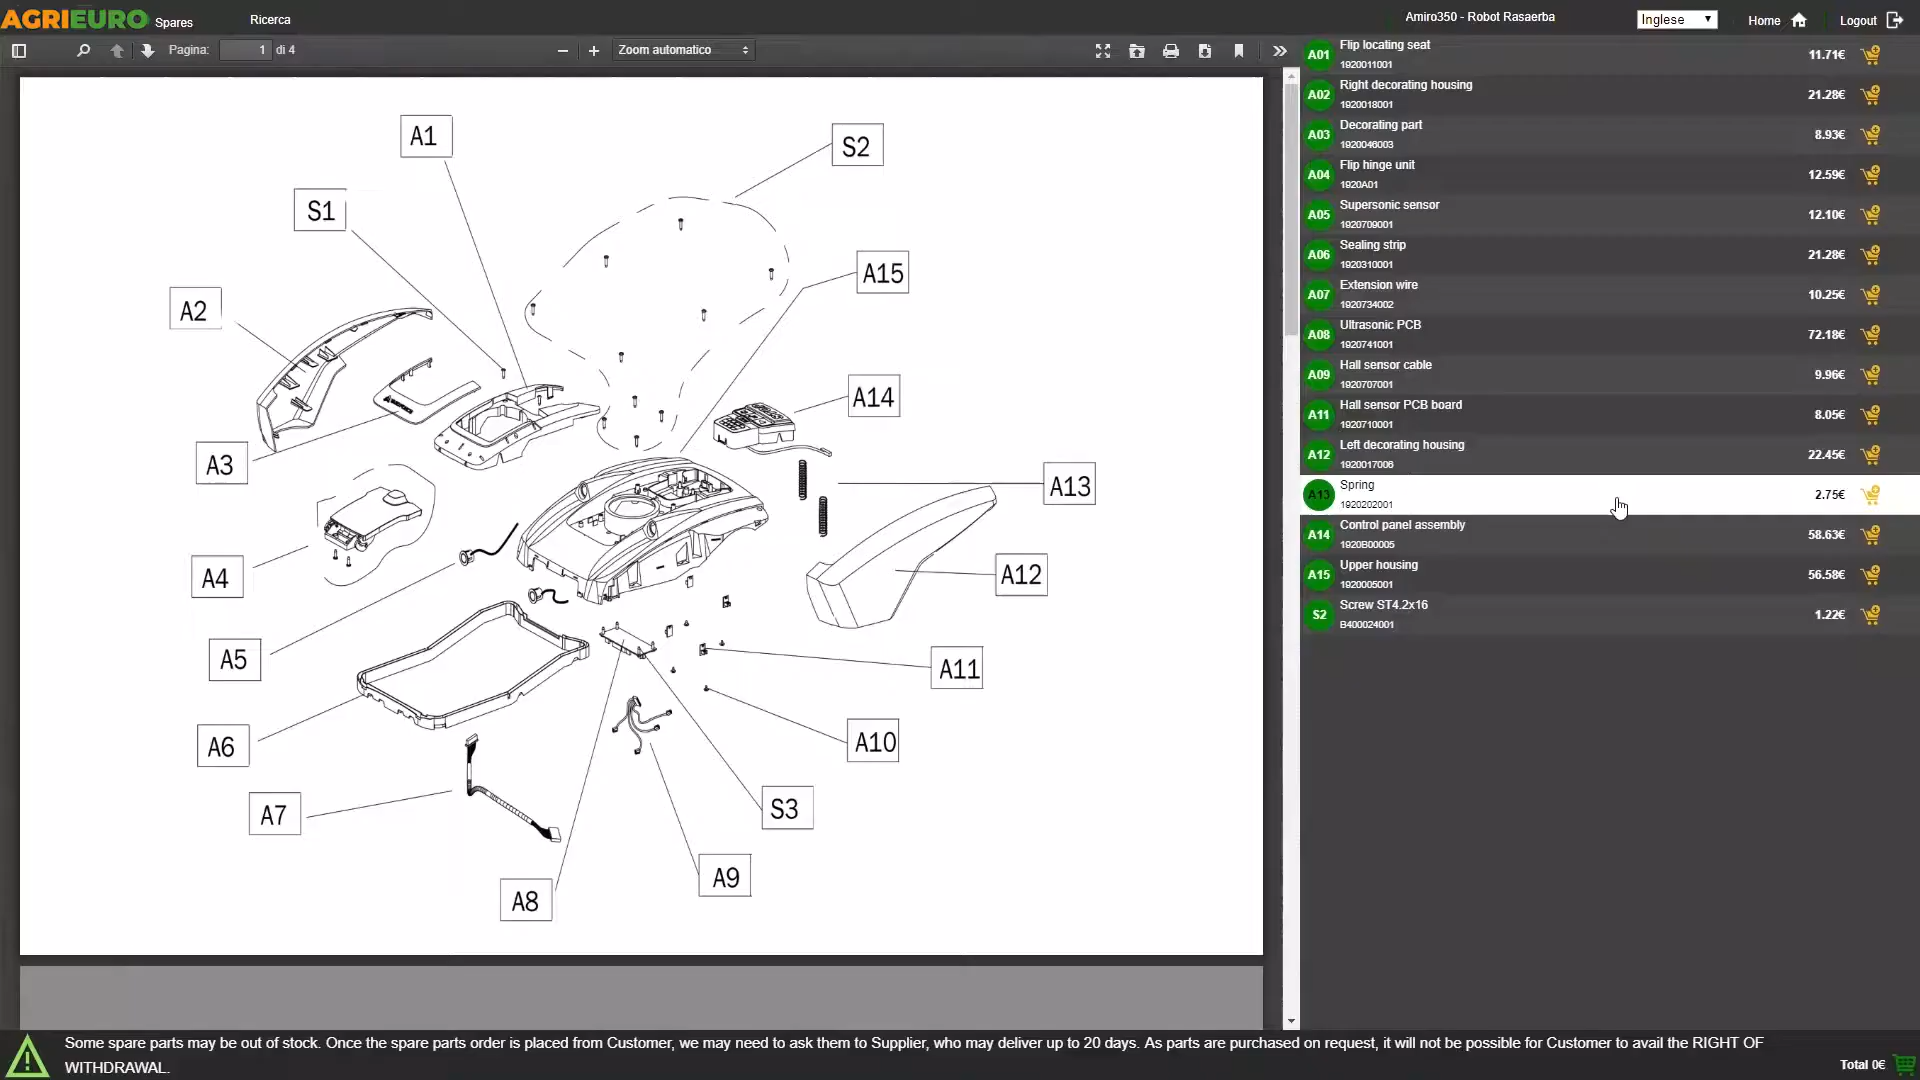 AGRIEURO Spares Ricerca Amiro350 - Robot Rasaerba Inglese Home Logout
Pagina: 1 di 4 Zoom automatico
A1
S2
S1
A15
A2
A14
A3
A13
A4
A12
A5
A11
A6
A10
A7
S3
A9
A8
A01 Flip locating seat 11.71€
1920011001
A02 Right decorating housing 21.28€
1920018001
A03 Decorating part 8.93€
1920046003
A04 Flip hinge unit 12.59€
1920A01
A05 Supersonic sensor 12.10€
1920709001
A06 Sealing strip 21.28€
1920310001
A07 Extension wire 10.25€
1920734002
A08 Ultrasonic PCB 72.18€
1920741001
A09 Hall sensor cable 9.96€
1920707001
A11 Hall sensor PCB board 8.05€
1920710001
A12 Left decorating housing 22.45€
1920017006
A13 Spring 2.75€
1920202001
A14 Control panel assembly 58.63€
1920B00005
A15 Upper housing 56.58€
1920005001
S2 Screw ST4.2x16 1.22€
B400024001
Some spare parts may be out of stock. Once the spare parts order is placed from Customer, we may need to ask them to Supplier, who may deliver up to 20 days. As parts are purchased on request, it will not be possible for Customer to avail the RIGHT OF
WITHDRAWAL.
Total 0€